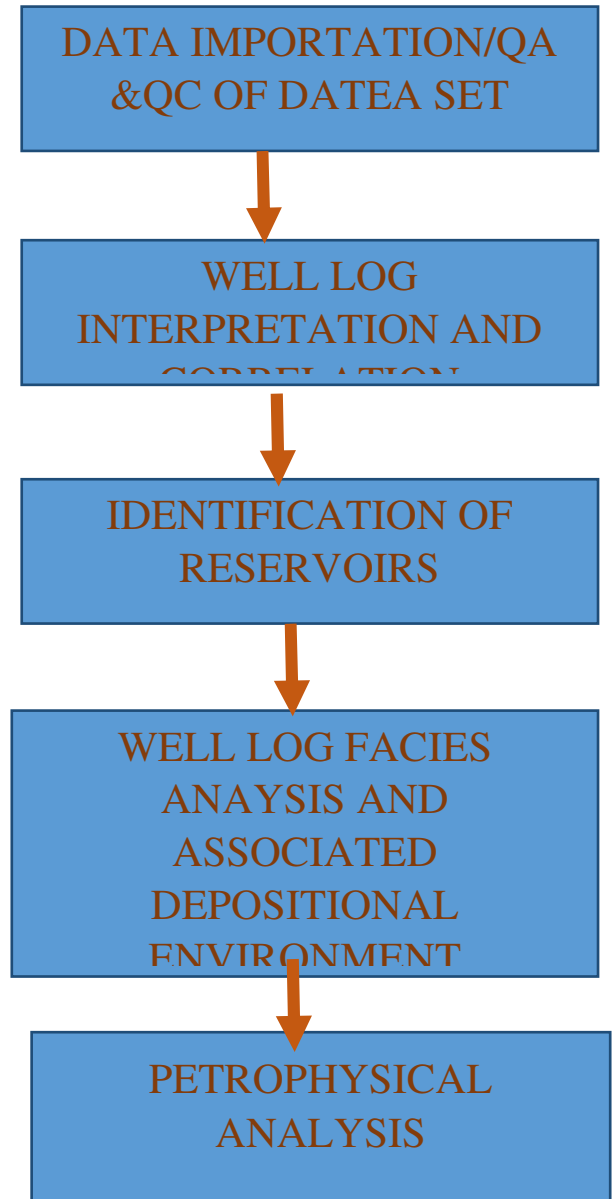 DATA IMPORTATION/QA
&QC OF DATEA SET
WELL LOG
INTERPRETATION AND
CORRELATION
IDENTIFICATION OF
RESERVOIRS
WELL LOG FACIES
ANAYSIS AND
ASSOCIATED
DEPOSITIONAL
ENVIRONMENT
PETROPHYSICAL
ANALYSIS